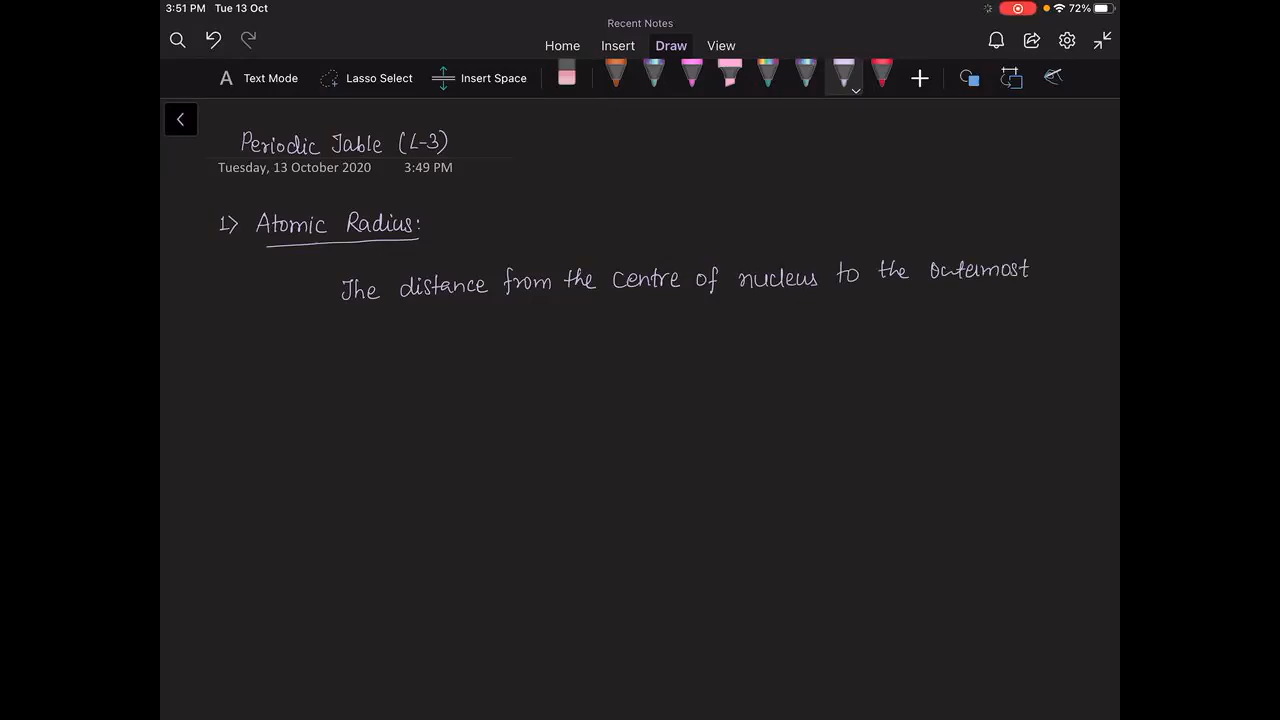 3:51 PM Tue 13 Oct 72%
Recent Notes
Home Insert Draw View
A Text Mode Lasso Select Insert Space
Periodic Table (L-3)
Tuesday, 13 October 2020 3:49 PM
1> Atomic Radius:
The distance from the centre of nucleus to the outermost